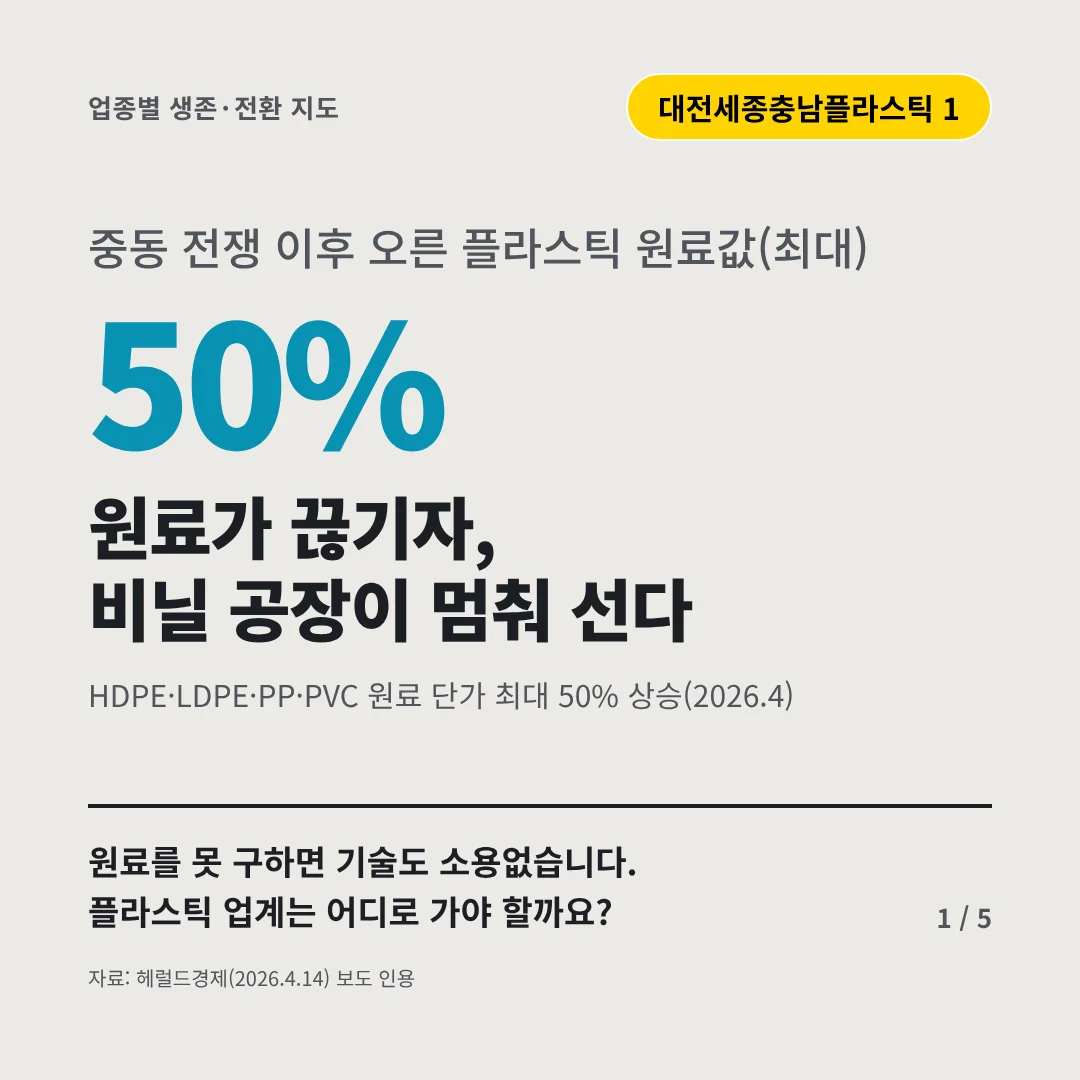 업종별 생존·전환 지도
대전세종충남플라스틱 1
중동 전쟁 이후 오른 플라스틱 원료값(최대)
50%
원료가 끊기자,
비닐 공장이 멈춰 선다
HDPE·LDPE·PP·PVC 원료 단가 최대 50% 상승(2026.4)
원료를 못 구하면 기술도 소용없습니다.
플라스틱 업계는 어디로 가야 할까요?
1 / 5
자료: 헤럴드경제(2026.4.14) 보도 인용